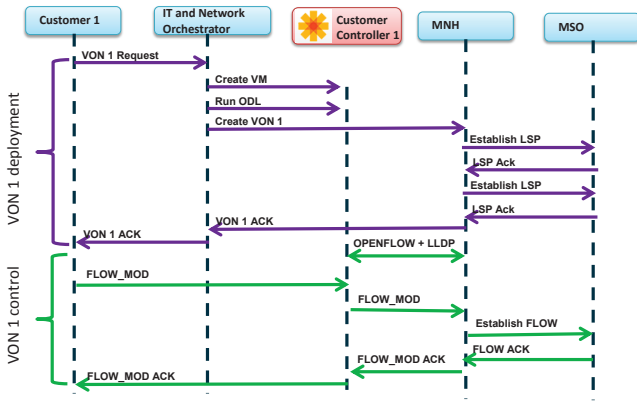 Customer 1
IT and Network
Orchestrator
Customer
Controller 1
MNH
MSO
VON 1 deployment
VON 1 Request
Create VM
Run ODL
Create VON 1
Establish LSP
LSP Ack
Establish LSP
LSP Ack
VON 1 ACK
VON 1 ACK
VON 1 control
OPENFLOW + LLDP
FLOW_MOD
FLOW_MOD
Establish FLOW
FLOW ACK
FLOW_MOD ACK
FLOW_MOD ACK